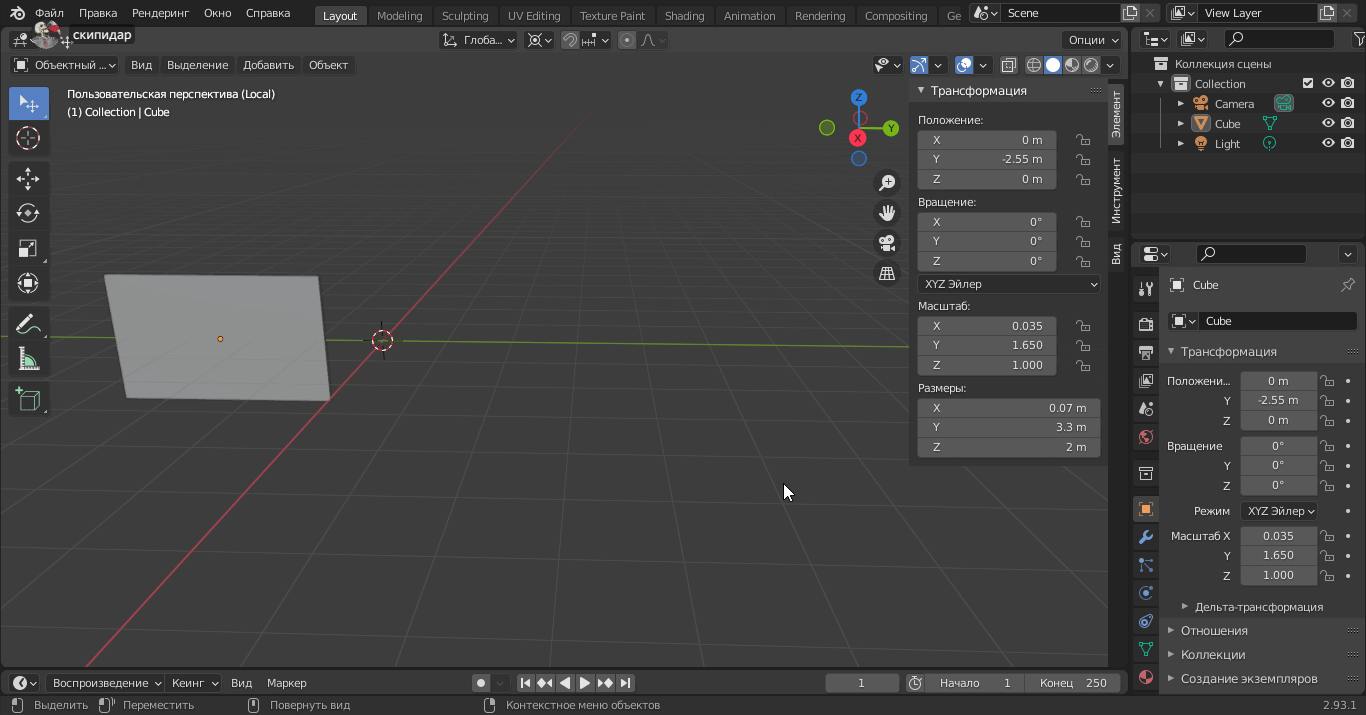 Файл Правка Рендеринг Окно Справка Layout Modeling Sculpting UV Editing Texture Paint Shading Animation Rendering Compositing Ge Scene View Layer
скипидар
Глоба... Опции
Объектный ... Вид Выделение Добавить Объект
Пользовательская перспектива (Local)
(1) Collection | Cube
Z
Y
X
Трансформация
Положение:
X 0 m
Y -2.55 m
Z 0 m
Вращение:
X 0°
Y 0°
Z 0°
XYZ Эйлер
Масштаб:
X 0.035
Y 1.650
Z 1.000
Размеры:
X 0.07 m
Y 3.3 m
Z 2 m
Элемент
Инструмент
Вид
Коллекция сцены
Collection
Camera
Cube
Light
Cube
Cube
Трансформация
Положени... 0 m
Y -2.55 m
Z 0 m
Вращение 0°
Y 0°
Z 0°
Режим XYZ Эйлер
Масштаб X 0.035
Y 1.650
Z 1.000
Дельта-трансформация
Отношения
Коллекции
Создание экземпляров
Воспроизведение Кеинг Вид Маркер 1 Начало 1 Конец 250
Выделить Переместить Повернуть вид Контекстное меню объектов 2.93.1